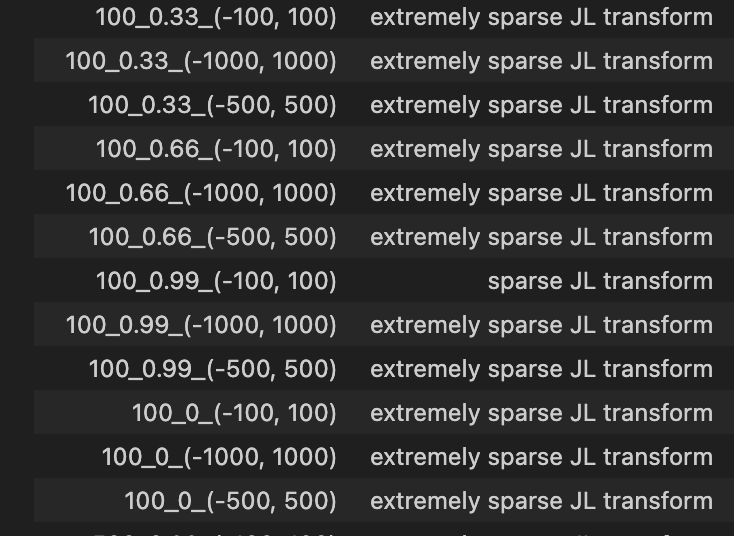 100_0.33_(-100, 100) extremely sparse JL transform
100_0.33_(-1000, 1000) extremely sparse JL transform
100_0.33_(-500, 500) extremely sparse JL transform
100_0.66_(-100, 100) extremely sparse JL transform
100_0.66_(-1000, 1000) extremely sparse JL transform
100_0.66_(-500, 500) extremely sparse JL transform
100_0.99_(-100, 100) sparse JL transform
100_0.99_(-1000, 1000) extremely sparse JL transform
100_0.99_(-500, 500) extremely sparse JL transform
100_0_(-100, 100) extremely sparse JL transform
100_0_(-1000, 1000) extremely sparse JL transform
100_0_(-500, 500) extremely sparse JL transform